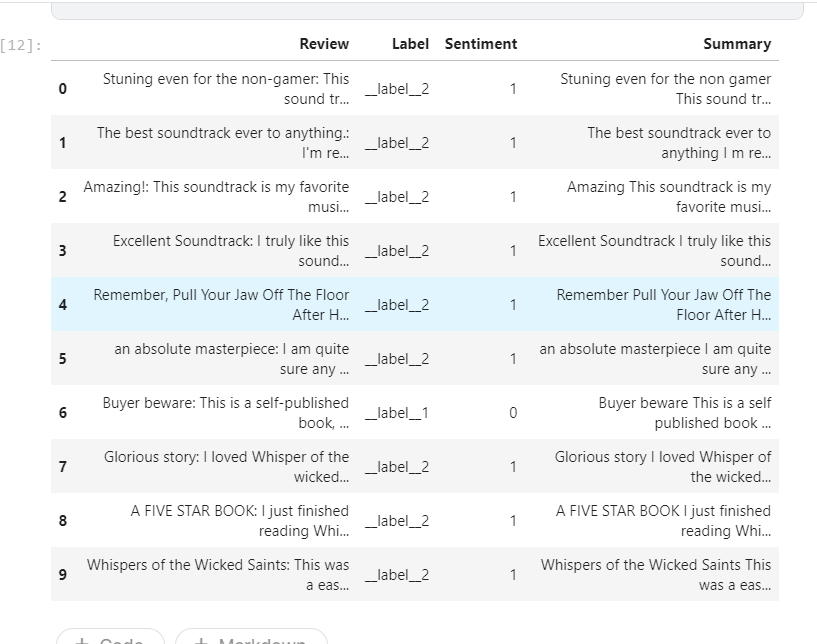 [12]:
Review Label Sentiment Summary
0 Stuning even for the non-gamer: This sound tr... __label__2 1 Stuning even for the non gamer This sound tr...
1 The best soundtrack ever to anything.: I'm re... __label__2 1 The best soundtrack ever to anything I m re...
2 Amazing!: This soundtrack is my favorite musi... __label__2 1 Amazing This soundtrack is my favorite musi...
3 Excellent Soundtrack: I truly like this sound... __label__2 1 Excellent Soundtrack I truly like this sound...
4 Remember, Pull Your Jaw Off The Floor After H... __label__2 1 Remember Pull Your Jaw Off The Floor After H...
5 an absolute masterpiece: I am quite sure any ... __label__2 1 an absolute masterpiece I am quite sure any ...
6 Buyer beware: This is a self-published book, ... __label__1 0 Buyer beware This is a self published book ...
7 Glorious story: I loved Whisper of the wicked... __label__2 1 Glorious story I loved Whisper of the wicked...
8 A FIVE STAR BOOK: I just finished reading Whi... __label__2 1 A FIVE STAR BOOK I just finished reading Whi...
9 Whispers of the Wicked Saints: This was a eas... __label__2 1 Whispers of the Wicked Saints This was a eas...
+ Code + Markdown